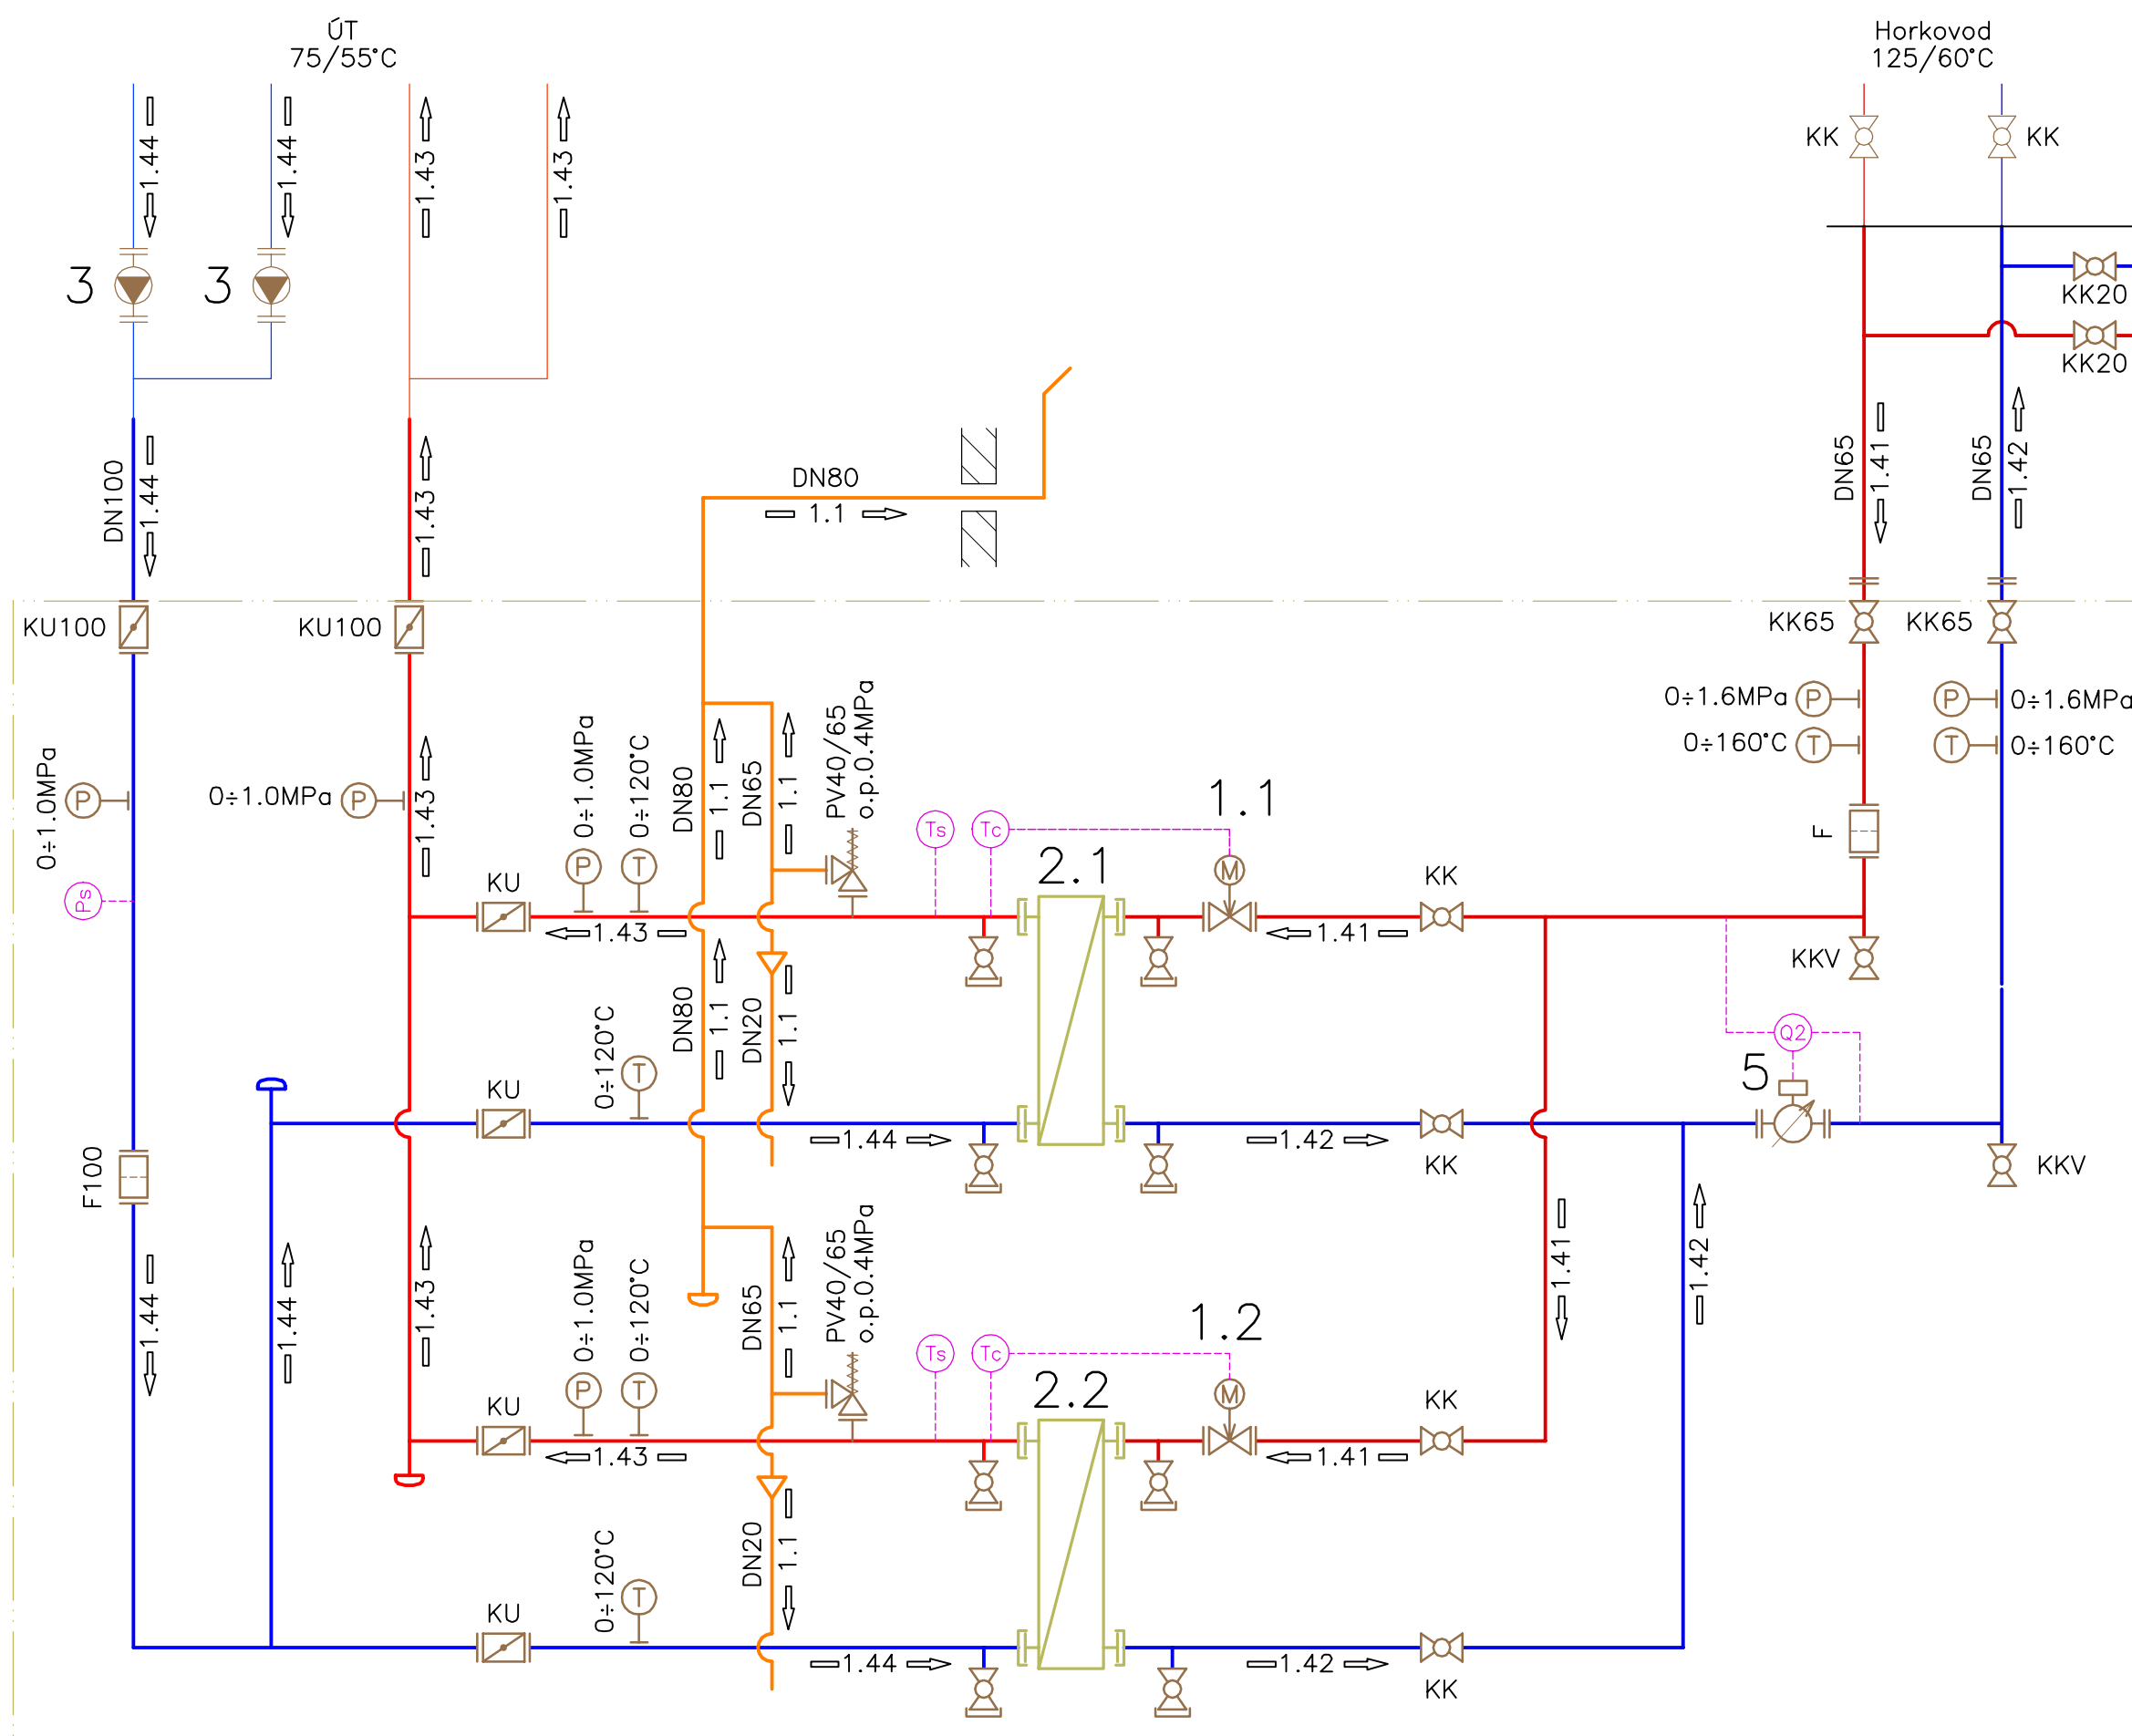 ÚT
75/55°C
Horkovod
125/60°C
1.44
1.44
1.43
1.43
KK
KK
3
3
KK20
KK20
DN100
1.44
1.43
DN80
1.1
DN65
1.41
DN65
1.42
KU100
KU100
KK65
KK65
0÷1.6MPa
P
P
0÷1.6MPa
0÷160°C
T
T
0÷160°C
0÷1.0MPa
P
0÷1.0MPa
P
1.43
0÷1.0MPa
P
0÷120°C
T
DN80
1.1
DN65
1.1
PV40/65
o.p.0.4MPa
Ts
Tc
1.1
M
2.1
F
Ps
KU
KK
1.43
1.41
KKV
DN80
1.1
DN20
1.1
0÷120°C
T
Q2
5
KU
1.44
1.42
KK
KKV
F100
1.44
1.44
1.43
0÷1.0MPa
P
0÷120°C
T
DN65
1.1
PV40/65
o.p.0.4MPa
Ts
Tc
1.2
M
2.2
1.41
1.42
KU
KK
1.43
1.41
DN20
1.1
0÷120°C
T
KU
1.44
1.42
KK